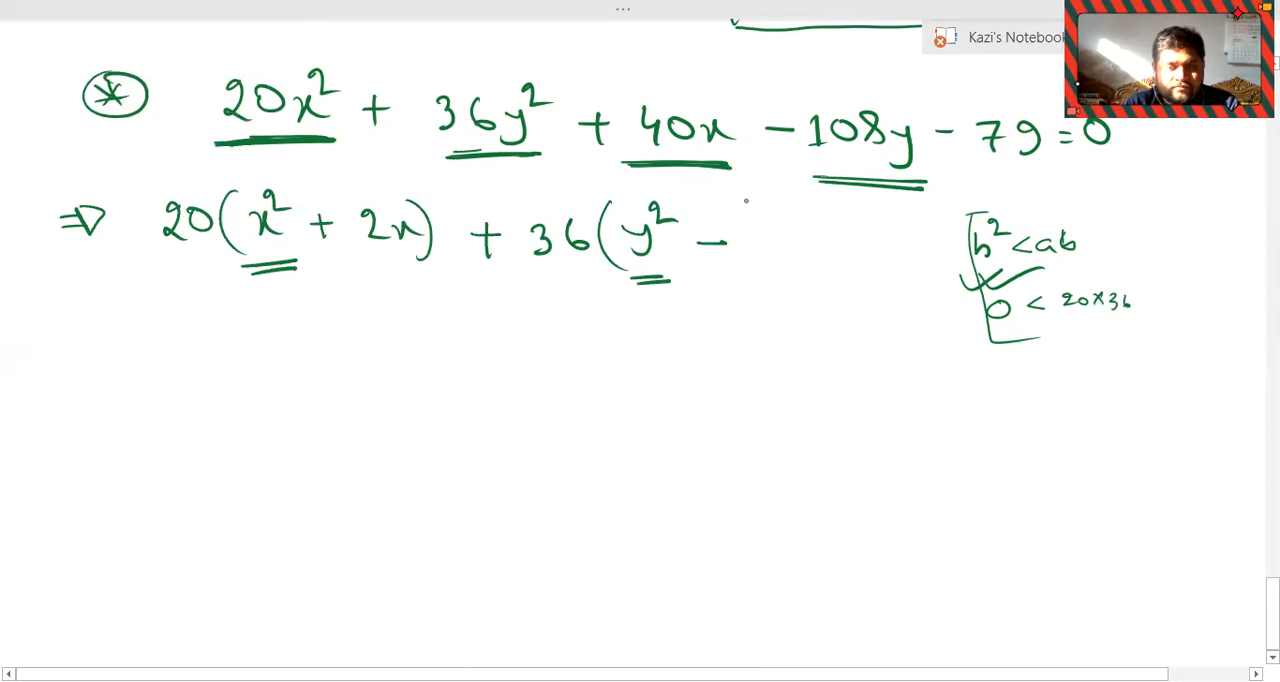 ...
Kazi's Notebook
20x² + 36y² + 40x - 108y - 79 = 0
⇒ 20(x² + 2x) + 36(y² -
h² < ab
0 < 20×36